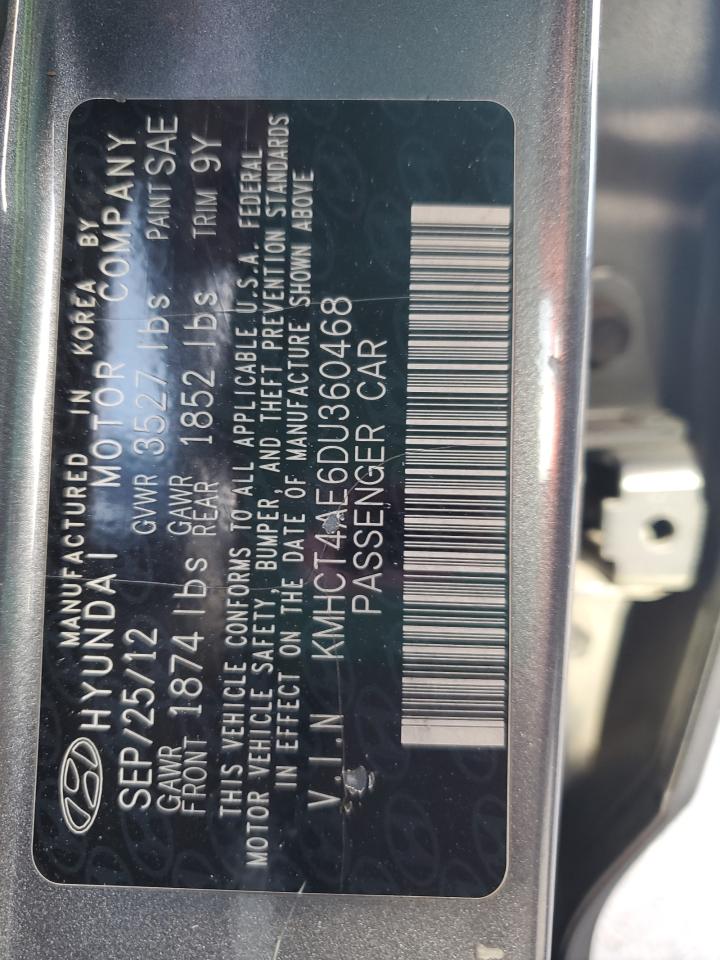 MANUFACTURED IN KOREA BY
HYUNDAI MOTOR COMPANY
SEP/25/12 GVWR 3527 lbs PAINT SAE
GAWR FRONT 1874 lbs GAWR REAR 1852 lbs TRIM 9Y
THIS VEHICLE CONFORMS TO ALL APPLICABLE U.S.A. FEDERAL
MOTOR VEHICLE SAFETY, BUMPER, AND THEFT PREVENTION STANDARDS
IN EFFECT ON THE DATE OF MANUFACTURE SHOWN ABOVE
V.I.N KMHCT4AE6DU360468
PASSENGER CAR